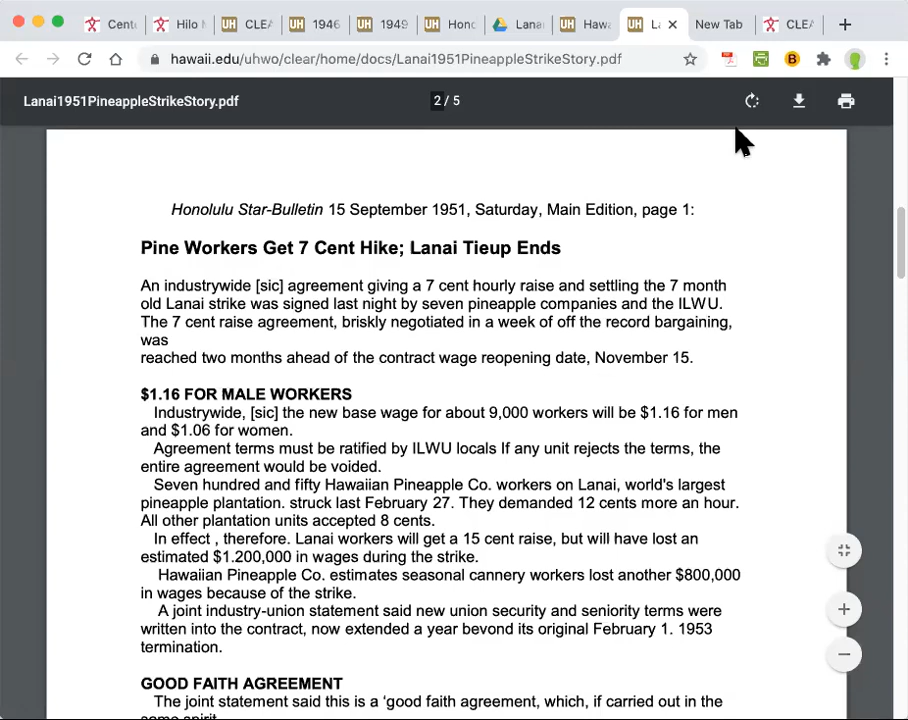 Centu
Hilo N
CLEA
1946
1949
Hono
Lanai
Hawa
La
New Tab
CLEA
hawaii.edu/uhwo/clear/home/docs/Lanai1951PineappleStrikeStory.pdf
Lanai1951PineappleStrikeStory.pdf
2 / 5
Honolulu Star-Bulletin 15 September 1951, Saturday, Main Edition, page 1:
Pine Workers Get 7 Cent Hike; Lanai Tieup Ends
An industrywide [sic] agreement giving a 7 cent hourly raise and settling the 7 month
old Lanai strike was signed last night by seven pineapple companies and the ILWU.
The 7 cent raise agreement, briskly negotiated in a week of off the record bargaining,
was
reached two months ahead of the contract wage reopening date, November 15.
$1.16 FOR MALE WORKERS
Industrywide, [sic] the new base wage for about 9,000 workers will be $1.16 for men
and $1.06 for women.
Agreement terms must be ratified by ILWU locals If any unit rejects the terms, the
entire agreement would be voided.
Seven hundred and fifty Hawaiian Pineapple Co. workers on Lanai, world's largest
pineapple plantation. struck last February 27. They demanded 12 cents more an hour.
All other plantation units accepted 8 cents.
In effect , therefore. Lanai workers will get a 15 cent raise, but will have lost an
estimated $1.200,000 in wages during the strike.
Hawaiian Pineapple Co. estimates seasonal cannery workers lost another $800,000
in wages because of the strike.
A joint industry-union statement said new union security and seniority terms were
written into the contract, now extended a year bevond its original February 1. 1953
termination.
GOOD FAITH AGREEMENT
The joint statement said this is a ‘good faith agreement, which, if carried out in the
same spirit